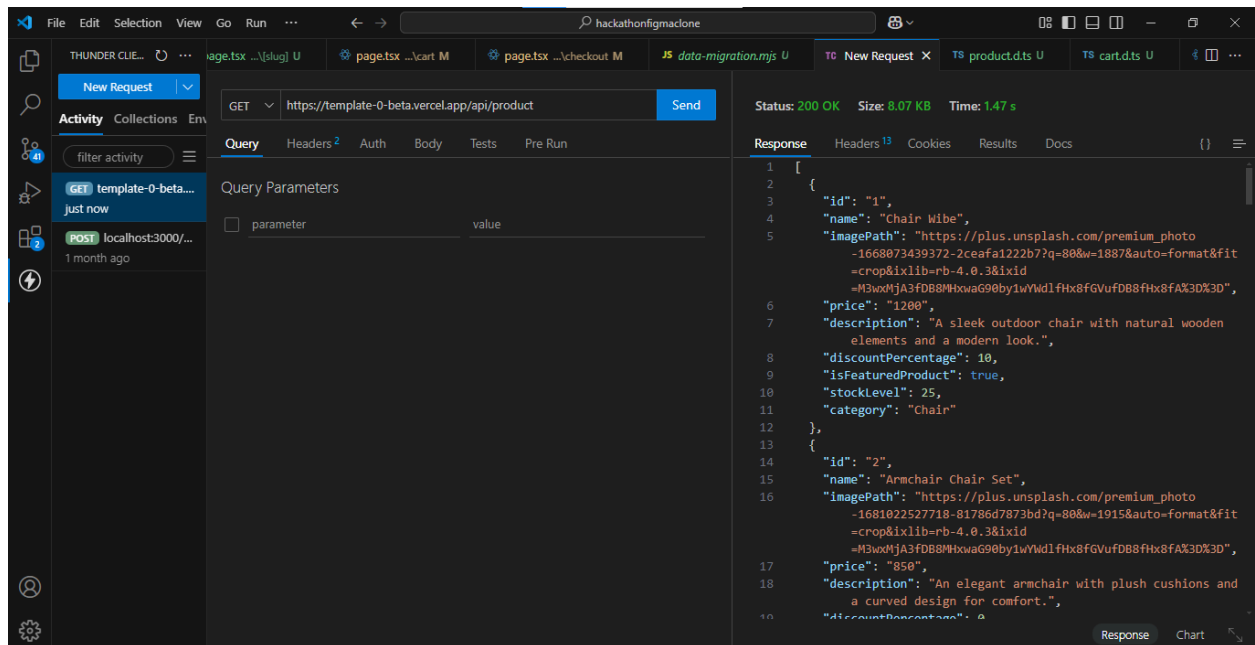 File Edit Selection View Go Run ...
hackathonfigmaclone
THUNDER CLIE...
page.tsx ...\[slug] U
page.tsx ...\cart M
page.tsx ...\checkout M
JS data-migration.mjs U
TC New Request
TS product.d.ts U
TS cart.d.ts U
New Request
Activity Collections Env
filter activity
GET template-0-beta....
just now
POST localhost:3000/...
1 month ago
41
2
GET https://template-0-beta.vercel.app/api/product Send
Query Headers 2 Auth Body Tests Pre Run
Query Parameters
parameter value
Status: 200 OK Size: 8.07 KB Time: 1.47 s
Response Headers 13 Cookies Results Docs {}
1 [
2 {
3 "id": "1",
4 "name": "Chair Wibe",
5 "imagePath": "https://plus.unsplash.com/premium_photo
-1668073439372-2ceafa1222b7?q=80&w=1887&auto=format&fit
=crop&ixlib=rb-4.0.3&ixid
=M3wxMjA3fDB8MHxwaG90by1wYWdlfHx8fGVufDB8fHx8fA%3D%3D",
6 "price": "1200",
7 "description": "A sleek outdoor chair with natural wooden
elements and a modern look.",
8 "discountPercentage": 10,
9 "isFeaturedProduct": true,
10 "stockLevel": 25,
11 "category": "Chair"
12 },
13 {
14 "id": "2",
15 "name": "Armchair Chair Set",
16 "imagePath": "https://plus.unsplash.com/premium_photo
-1681022527718-81786d7873bd?q=80&w=1915&auto=format&fit
=crop&ixlib=rb-4.0.3&ixid
=M3wxMjA3fDB8MHxwaG90by1wYWdlfHx8fGVufDB8fHx8fA%3D%3D",
17 "price": "850",
18 "description": "An elegant armchair with plush cushions and
a curved design for comfort.",
19 "discountPercentage": 0,
Response Chart